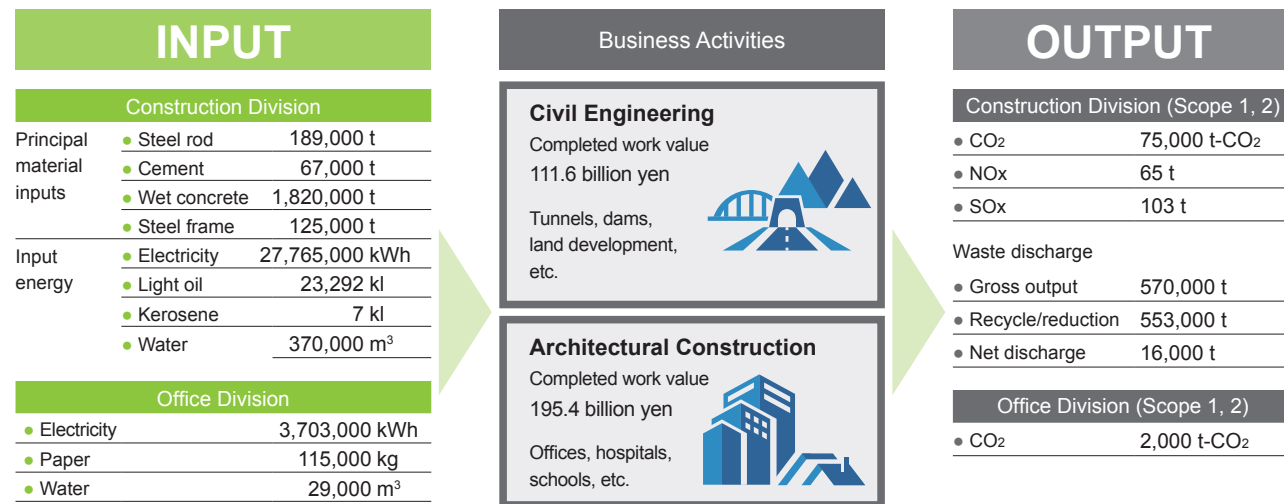 INPUT
Construction Division
Principal material inputs
● Steel rod 189,000 t
● Cement 67,000 t
● Wet concrete 1,820,000 t
● Steel frame 125,000 t
Input energy
● Electricity 27,765,000 kWh
● Light oil 23,292 kl
● Kerosene 7 kl
● Water 370,000 m³
Office Division
● Electricity 3,703,000 kWh
● Paper 115,000 kg
● Water 29,000 m³
Business Activities
Civil Engineering
Completed work value
111.6 billion yen
Tunnels, dams,
land development,
etc.
Architectural Construction
Completed work value
195.4 billion yen
Offices, hospitals,
schools, etc.
OUTPUT
Construction Division (Scope 1, 2)
● CO₂ 75,000 t-CO₂
● NOx 65 t
● SOx 103 t
Waste discharge
● Gross output 570,000 t
● Recycle/reduction 553,000 t
● Net discharge 16,000 t
Office Division (Scope 1, 2)
● CO₂ 2,000 t-CO₂